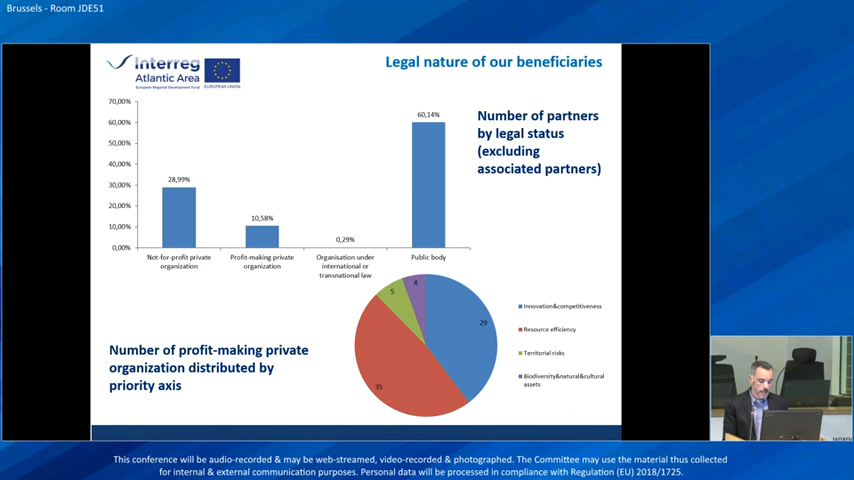 Brussels - Room JDE51
Interreg
Atlantic Area
European Regional Development Fund
EUROPEAN UNION
Legal nature of our beneficiaries
70,00%
60,00%
50,00%
40,00%
30,00%
20,00%
10,00%
0,00%
28,99%
10,58%
0,29%
60,14%
Not-for-profit private
organization
Profit-making private
organization
Organisation under
international or
transnational law
Public body
Number of partners
by legal status
(excluding
associated partners)
Number of profit-making private
organization distributed by
priority axis
4
5
29
35
Innovation&competitiveness
Resource efficiency
Territorial risks
Biodiversity&natural&cultural
assets
This conference will be audio-recorded & may be web-streamed, video-recorded & photographed. The Committee may use the material thus collected
for internal & external communication purposes. Personal data will be processed in compliance with Regulation (EU) 2018/1725.